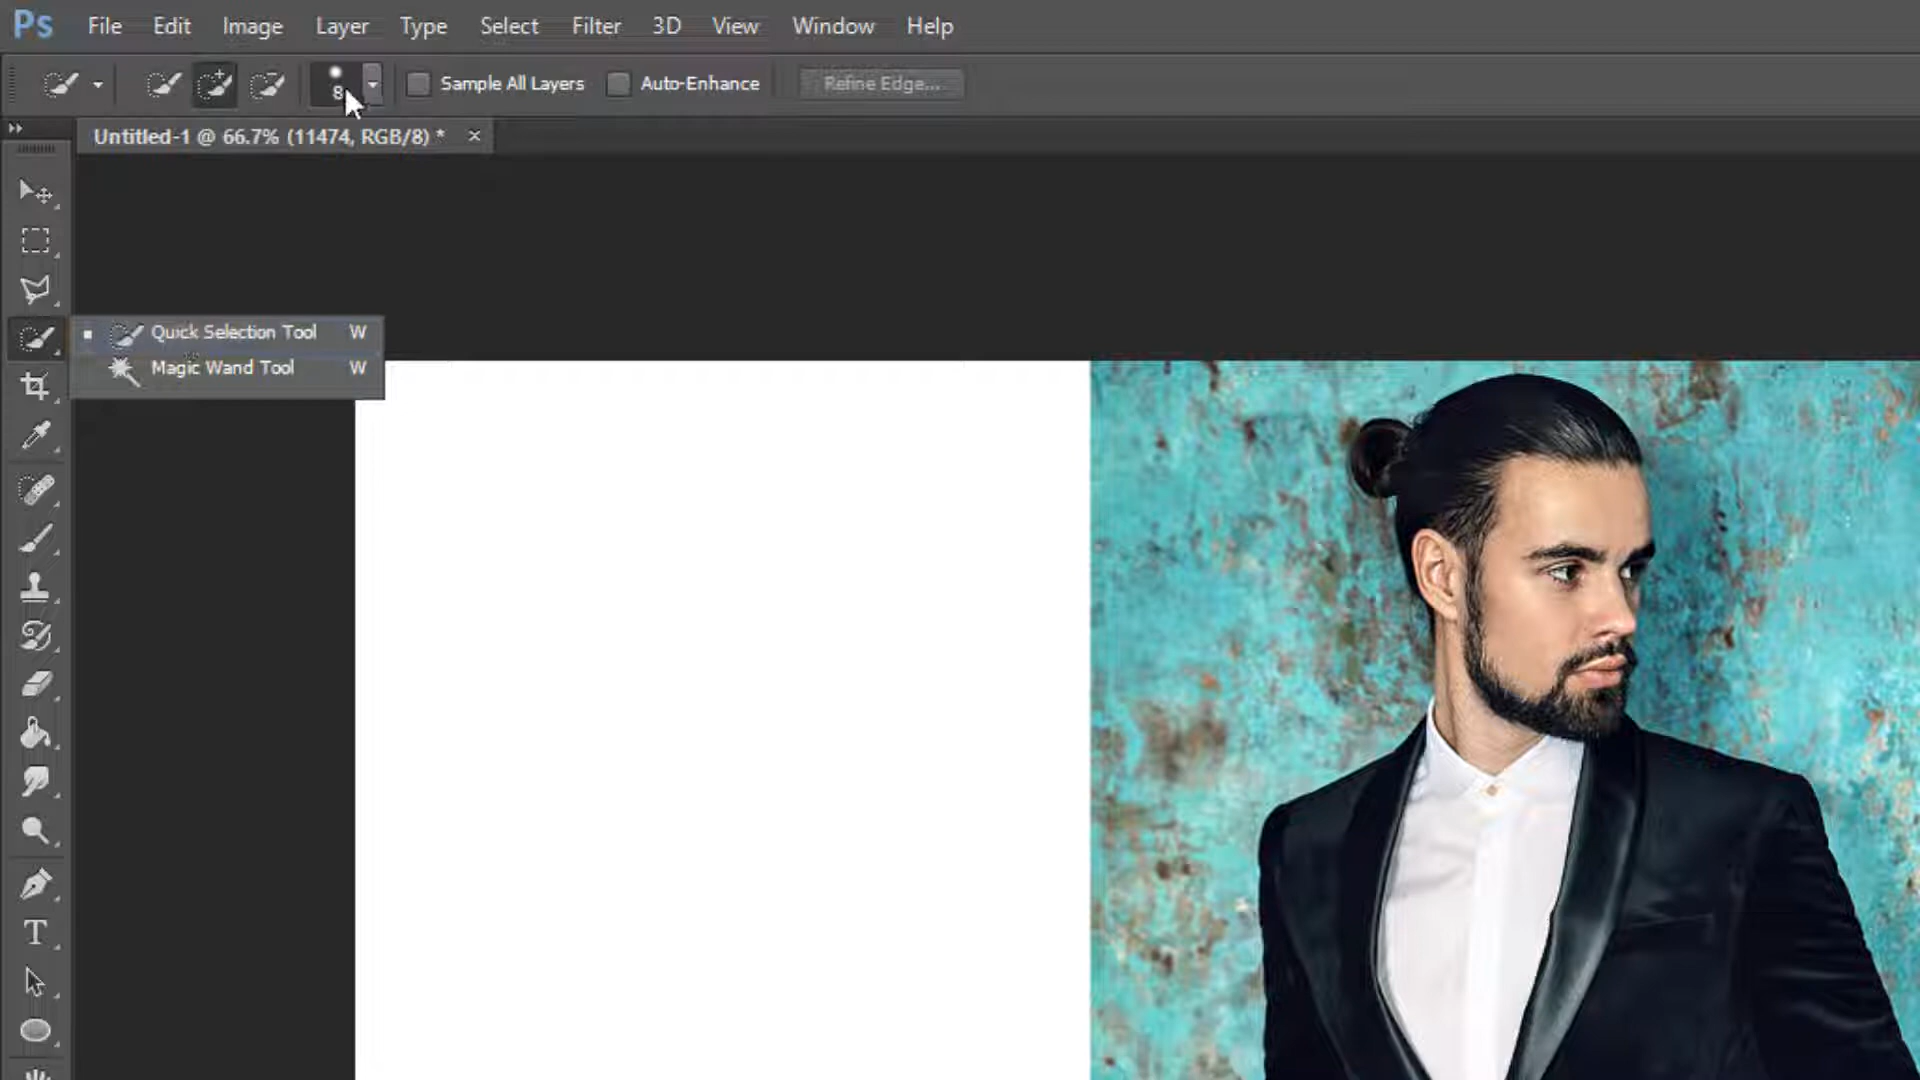 Ps File Edit Image Layer Type Select Filter 3D View Window Help
8 Sample All Layers Auto-Enhance Refine Edge...
Untitled-1 @ 66.7% (11474, RGB/8) * ×
Quick Selection Tool W
Magic Wand Tool W
T